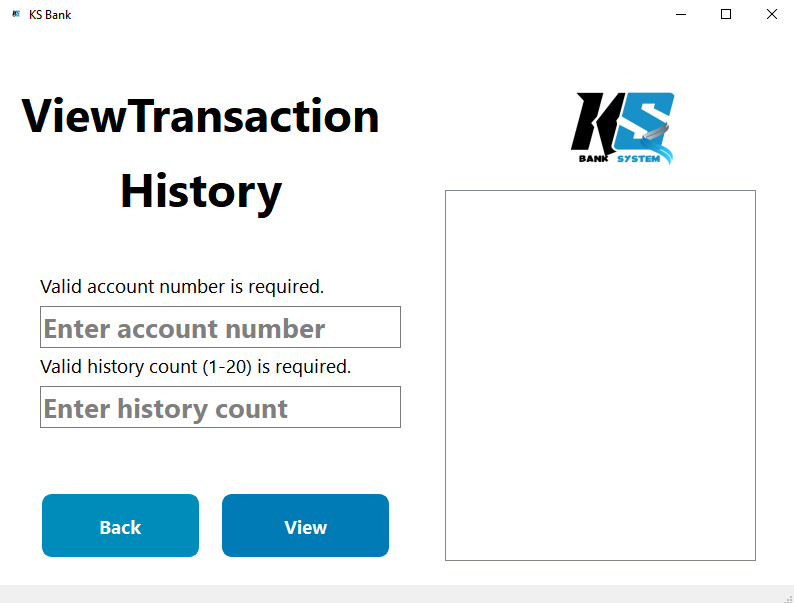 KS Bank
ViewTransaction
History
KS
BANK SYSTEM
Valid account number is required.
Enter account number
Valid history count (1-20) is required.
Enter history count
Back
View